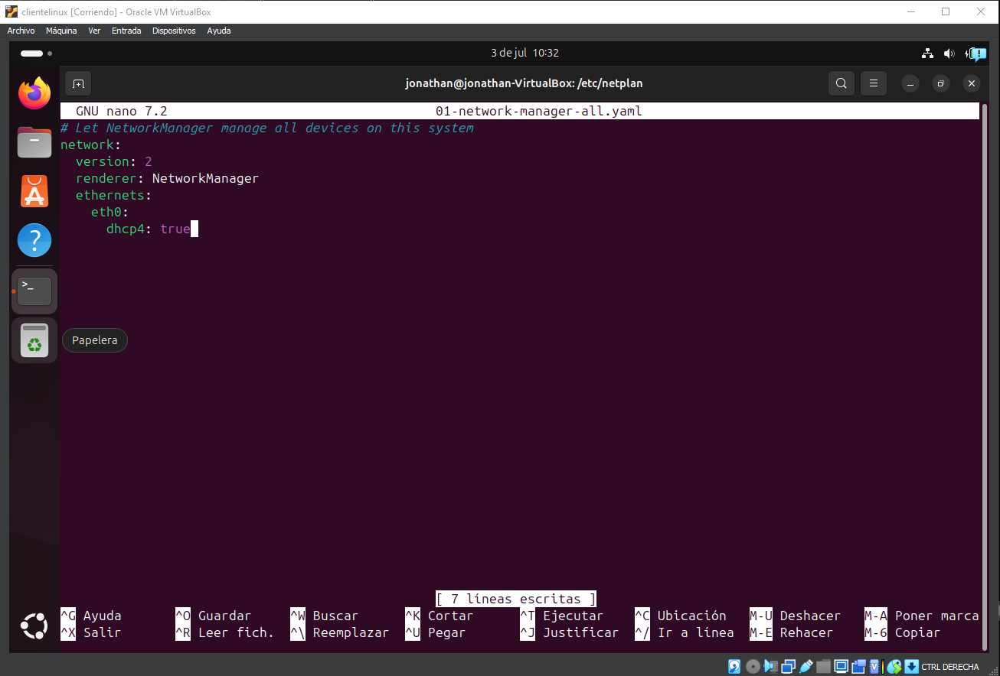 clientelinux [Corriendo] - Oracle VM VirtualBox
Archivo Máquina Ver Entrada Dispositivos Ayuda
3 de jul 10:32
jonathan@jonathan-VirtualBox: /etc/netplan
GNU nano 7.2 01-network-manager-all.yaml
# Let NetworkManager manage all devices on this system
network:
  version: 2
  renderer: NetworkManager
  ethernets:
    eth0:
      dhcp4: true
Papelera
[ 7 líneas escritas ]
^G Ayuda ^O Guardar ^W Buscar ^K Cortar ^T Ejecutar ^C Ubicación M-U Deshacer M-A Poner marca
^X Salir ^R Leer fich. ^\ Reemplazar ^U Pegar ^J Justificar ^/ Ir a línea M-E Rehacer M-6 Copiar
CTRL DERECHA